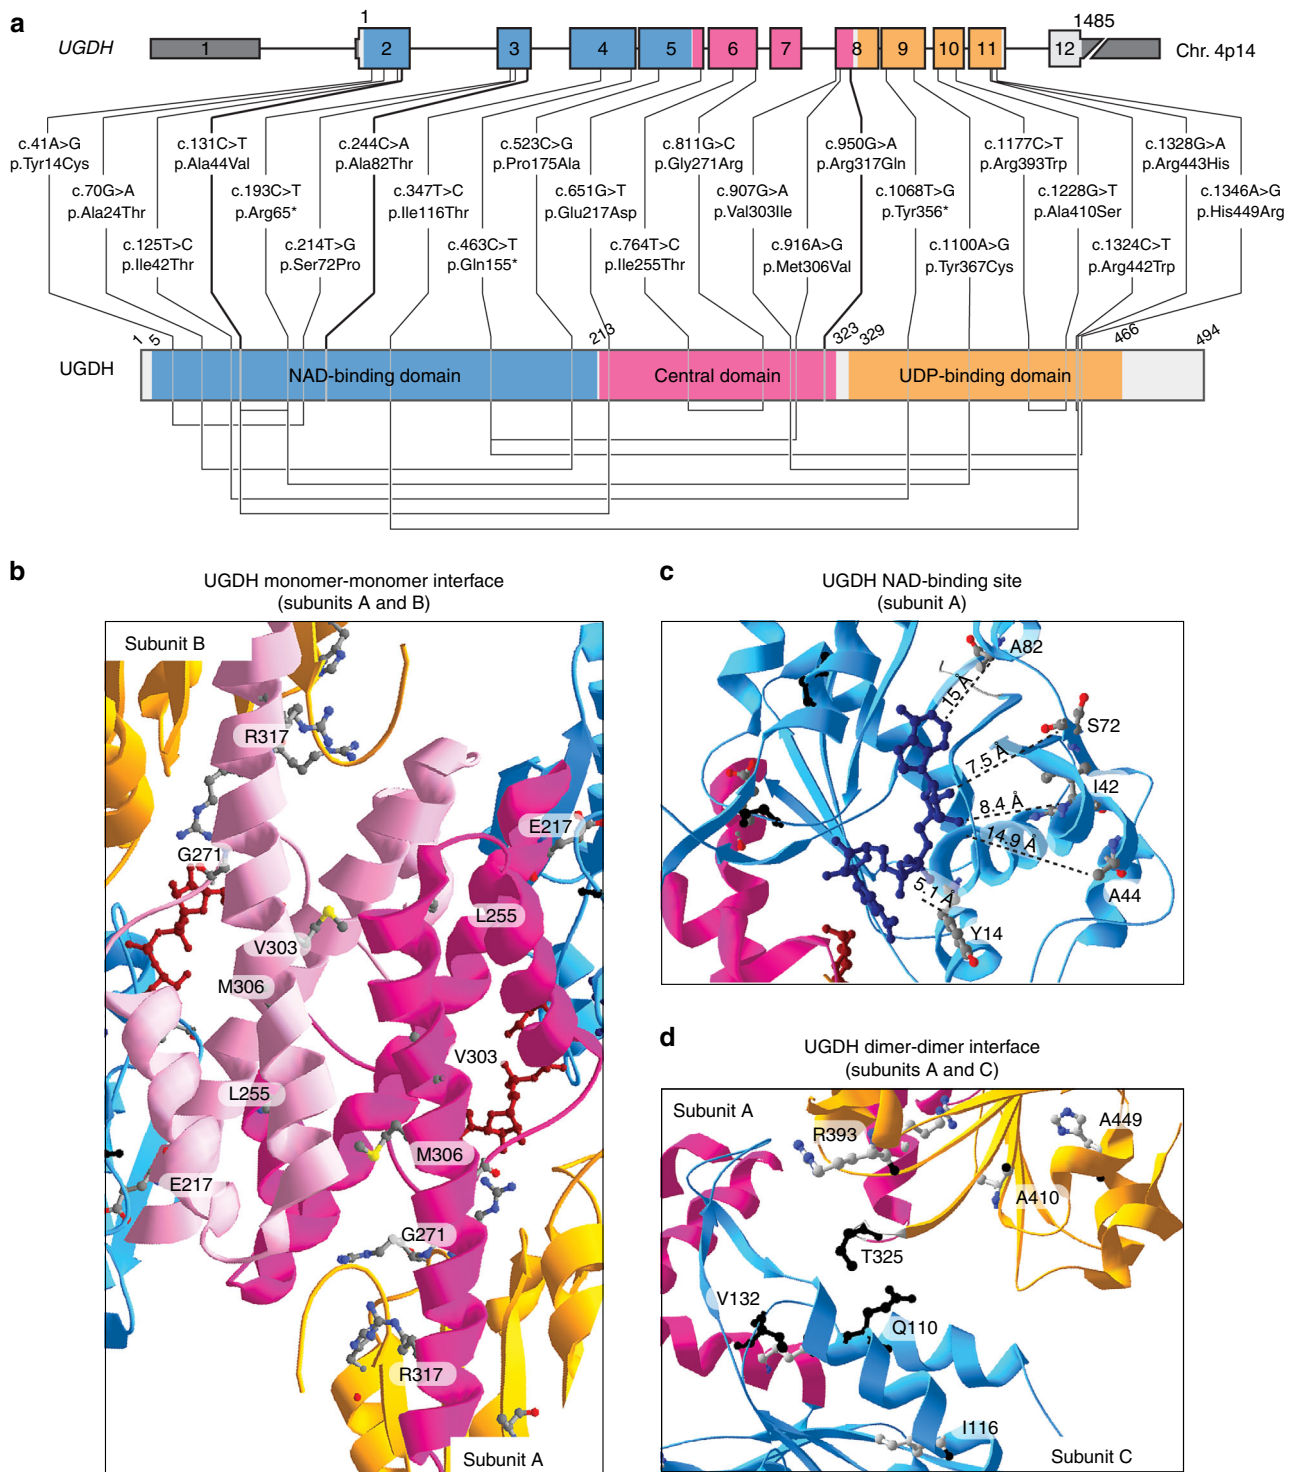 a
1
1485
UGDH
1
2
3
4
5
6
7
8
9
10
11
12
Chr. 4p14
c.41A>G
p.Tyr14Cys
c.70G>A
p.Ala24Thr
c.125T>C
p.Ile42Thr
c.131C>T
p.Ala44Val
c.193C>T
p.Arg65*
c.214T>G
p.Ser72Pro
c.244C>A
p.Ala82Thr
c.347T>C
p.Ile116Thr
c.463C>T
p.Gln155*
c.523C>G
p.Pro175Ala
c.651G>T
p.Glu217Asp
c.764T>C
p.Ile255Thr
c.811G>C
p.Gly271Arg
c.907G>A
p.Val303Ile
c.916A>G
p.Met306Val
c.950G>A
p.Arg317Gln
c.1068T>G
p.Tyr356*
c.1100A>G
p.Tyr367Cys
c.1177C>T
p.Arg393Trp
c.1228G>T
p.Ala410Ser
c.1324C>T
p.Arg442Trp
c.1328G>A
p.Arg443His
c.1346A>G
p.His449Arg
1
5
213
323
329
466
494
UGDH
NAD-binding domain
Central domain
UDP-binding domain
b
UGDH monomer-monomer interface
(subunits A and B)
Subunit B
R317
G271
E217
L255
V303
M306
V303
L255
M306
E217
G271
R317
Subunit A
c
UGDH NAD-binding site
(subunit A)
A82
15 Å
S72
7.5 Å
I42
8.4 Å
14.9 Å
A44
5.1 Å
Y14
d
UGDH dimer-dimer interface
(subunits A and C)
Subunit A
A449
R393
A410
T325
V132
Q110
I116
Subunit C